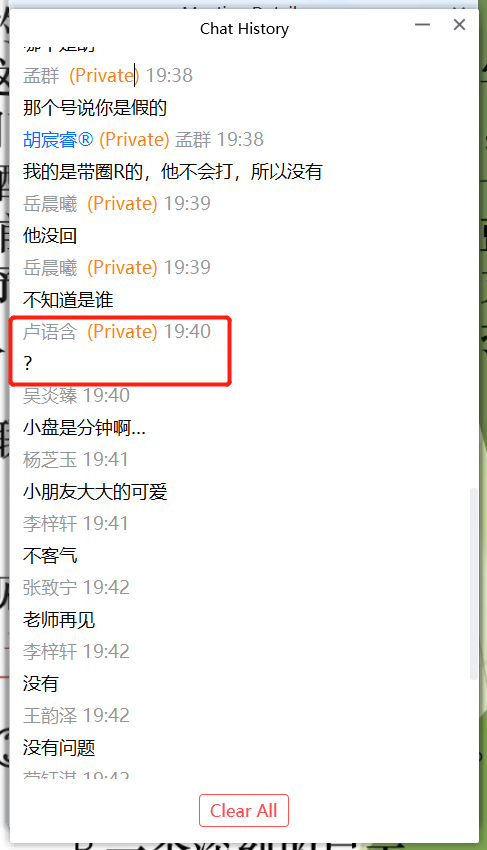 Chat History
那个是胡
孟群 (Private) 19:38
那个号说你是假的
胡宸睿® (Private) 孟群 19:38
我的是带圈R的，他不会打，所以没有
岳晨曦 (Private) 19:39
他没回
岳晨曦 (Private) 19:39
不知道是谁
卢语含 (Private) 19:40
?
吴炎臻 19:40
小盘是分钟啊...
杨芝玉 19:41
小朋友大大的可爱
李梓轩 19:41
不客气
张致宁 19:42
老师再见
李梓轩 19:42
没有
王韵泽 19:42
没有问题
19:42
Clear All